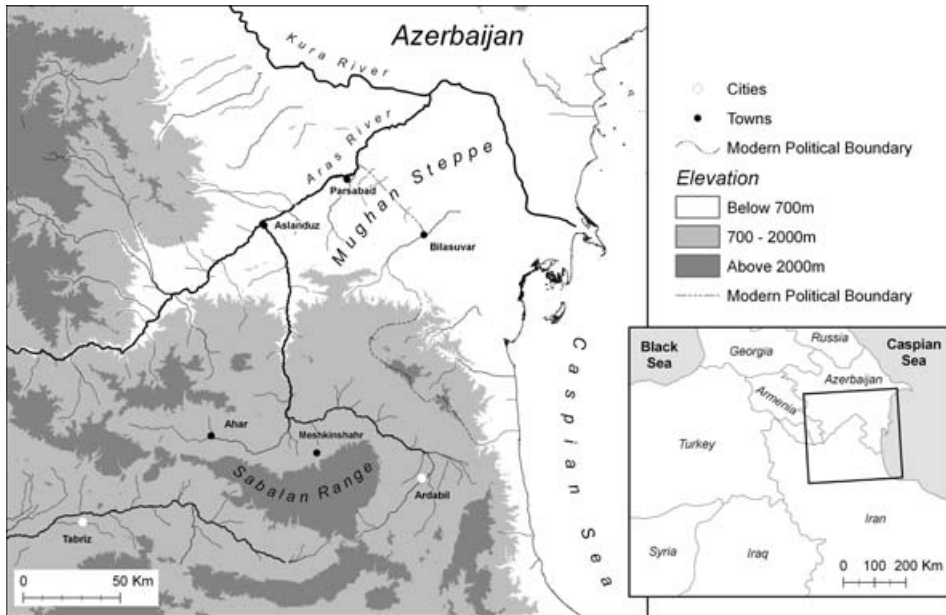 Azerbaijan
Kura River
Aras River
Parsabad
Mughan Steppe
Aslanduz
Bilasuvar
Caspian Sea
Ahar
Meshkinshahr
Sabalan Range
Ardabil
Tabriz
0 50 Km
Cities
Towns
Modern Political Boundary
Elevation
Below 700m
700 - 2000m
Above 2000m
Modern Political Boundary
Black
Sea
Georgia
Russia
Caspian
Sea
Azerbaijan
Armenia
Turkey
Syria
Iraq
Iran
0 100 200 Km